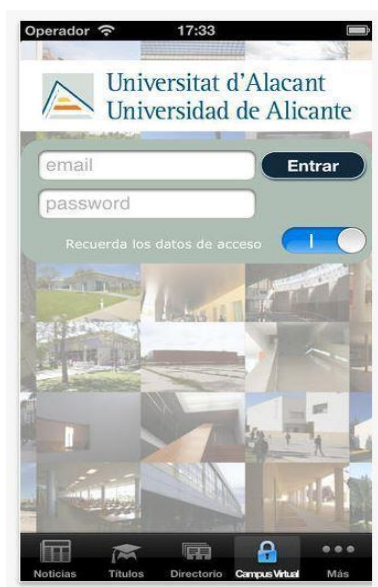 Operador 17:33
Universitat d'Alacant
Universidad de Alicante
email
Entrar
password
Recuerda los datos de acceso
Noticias Títulos Directorio Campus Virtual Más